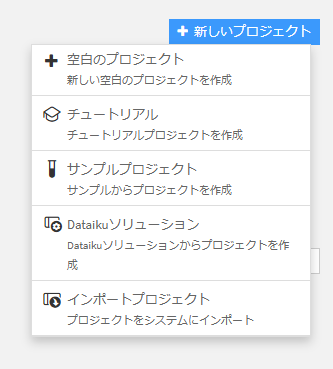 + 新しいプロジェクト
空白のプロジェクト
新しい空白のプロジェクトを作成
チュートリアル
チュートリアルプロジェクトを作成
サンプルプロジェクト
サンプルからプロジェクトを作成
Dataikuソリューション
Dataikuソリューションからプロジェクトを作
成
インポートプロジェクト
プロジェクトをシステムにインポート